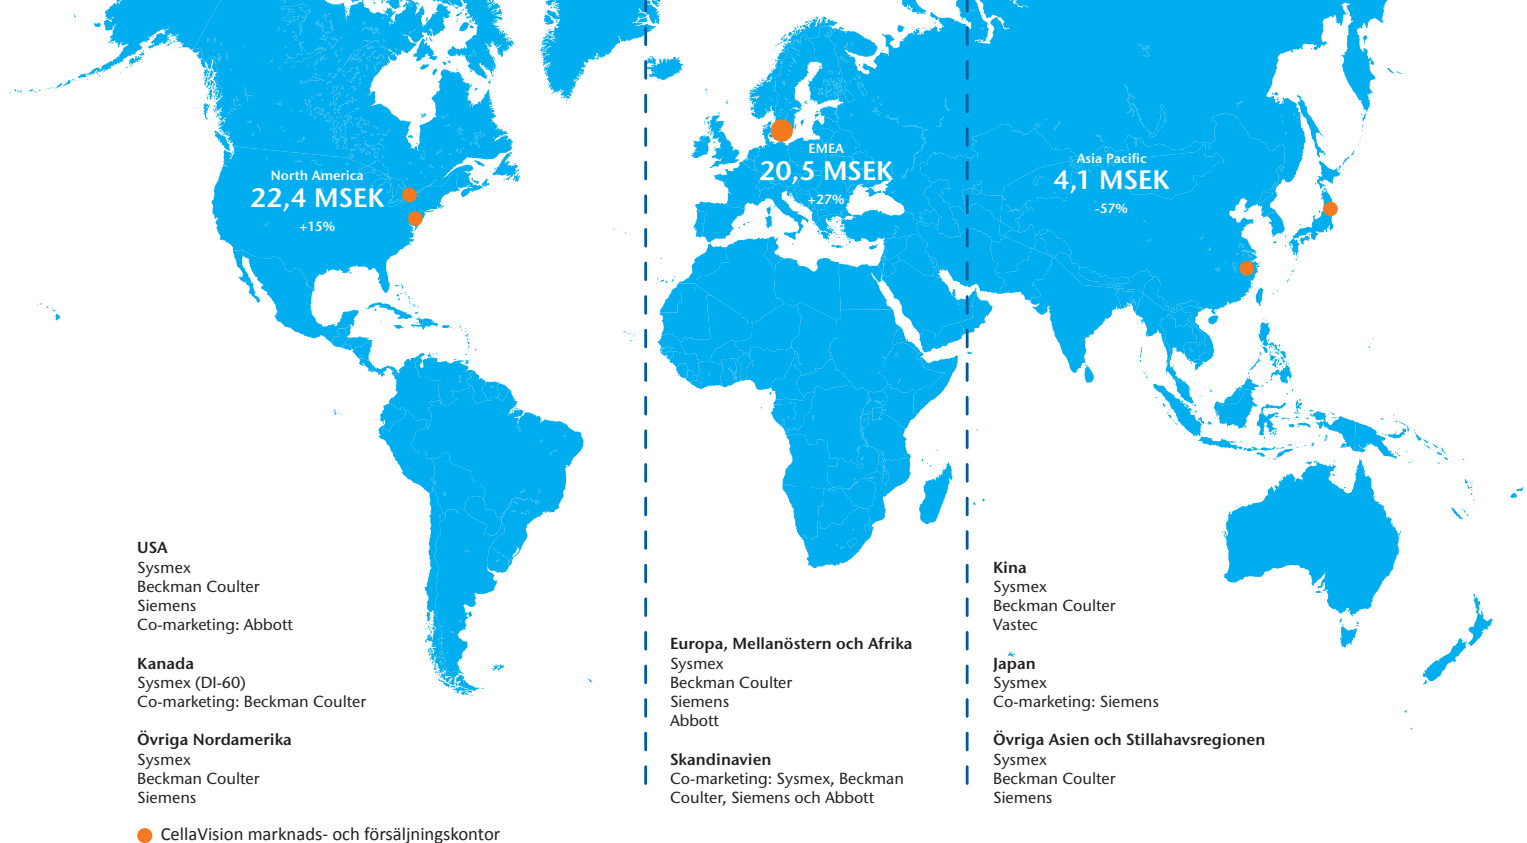 North America
22,4 MSEK
+15%
EMEA
20,5 MSEK
+27%
Asia Pacific
4,1 MSEK
-57%
USA
Sysmex
Beckman Coulter
Siemens
Co-marketing: Abbott
Kanada
Sysmex (DI-60)
Co-marketing: Beckman Coulter
Övriga Nordamerika
Sysmex
Beckman Coulter
Siemens
Europa, Mellanöstern och Afrika
Sysmex
Beckman Coulter
Siemens
Abbott
Skandinavien
Co-marketing: Sysmex, Beckman
Coulter, Siemens och Abbott
Kina
Sysmex
Beckman Coulter
Vastec
Japan
Sysmex
Co-marketing: Siemens
Övriga Asien och Stillahavsregionen
Sysmex
Beckman Coulter
Siemens
CellaVision marknads- och försäljningskontor